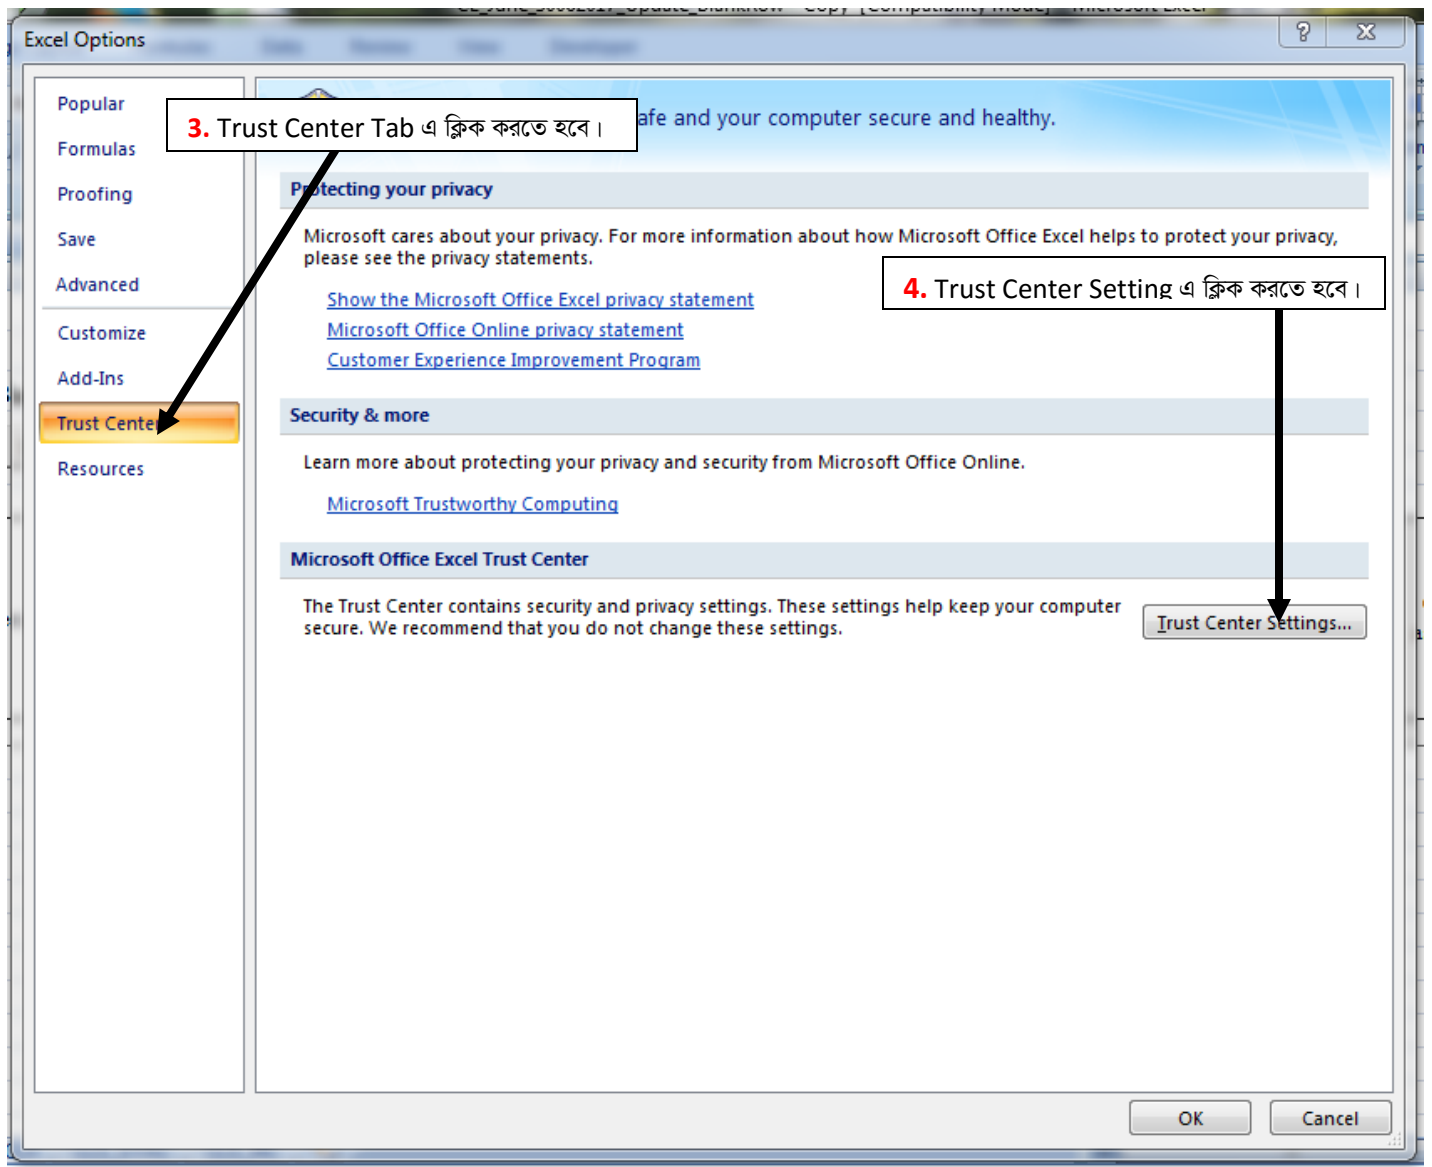 Excel Options
Popular
Formulas
Proofing
Save
Advanced
Customize
Add-Ins
Trust Center
Resources
3. Trust Center Tab এ ক্লিক করতে হবে।
afe and your computer secure and healthy.
Protecting your privacy
Microsoft cares about your privacy. For more information about how Microsoft Office Excel helps to protect your privacy,
please see the privacy statements.
4. Trust Center Setting এ ক্লিক করতে হবে।
Show the Microsoft Office Excel privacy statement
Microsoft Office Online privacy statement
Customer Experience Improvement Program
Security & more
Learn more about protecting your privacy and security from Microsoft Office Online.
Microsoft Trustworthy Computing
Microsoft Office Excel Trust Center
The Trust Center contains security and privacy settings. These settings help keep your computer
secure. We recommend that you do not change these settings.
Trust Center Settings...
OK
Cancel